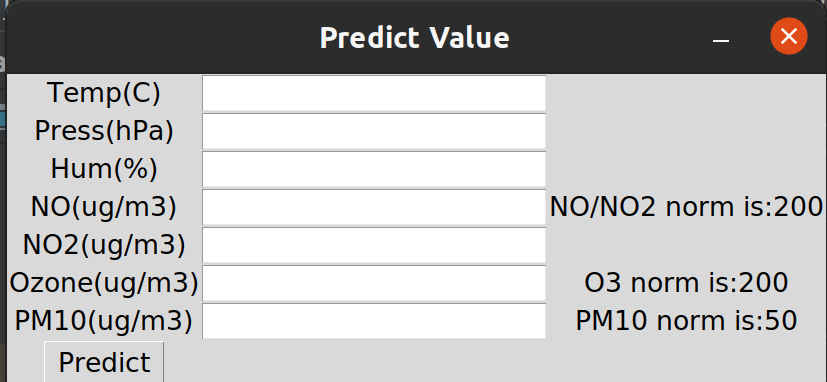 Predict Value
Temp(C)
Press(hPa)
Hum(%)
NO(ug/m3) NO/NO2 norm is:200
NO2(ug/m3)
Ozone(ug/m3) O3 norm is:200
PM10(ug/m3) PM10 norm is:50
Predict